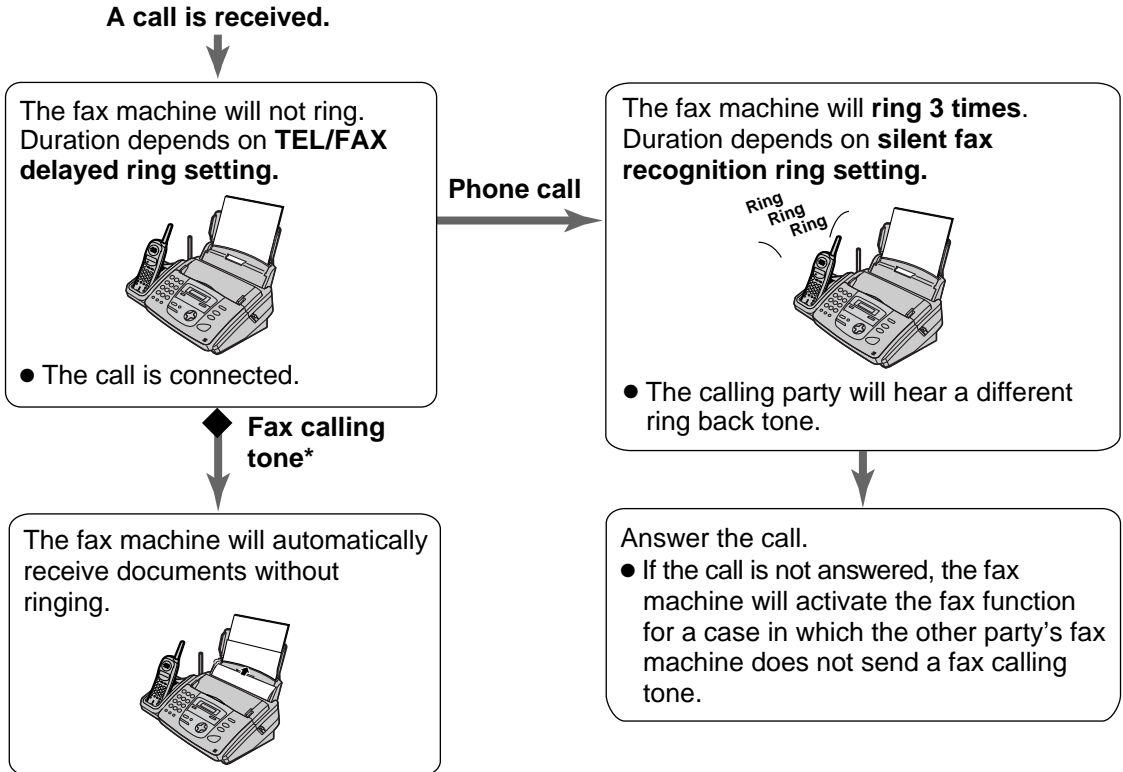 A call is received.
The fax machine will not ring.
Duration depends on TEL/FAX
delayed ring setting.
● The call is connected.
Phone call
The fax machine will ring 3 times.
Duration depends on silent fax
recognition ring setting.
Ring
Ring
Ring
● The calling party will hear a different
ring back tone.
Fax calling
tone*
The fax machine will automatically
receive documents without
ringing.
Answer the call.
● If the call is not answered, the fax
machine will activate the fax function
for a case in which the other party's fax
machine does not send a fax calling
tone.